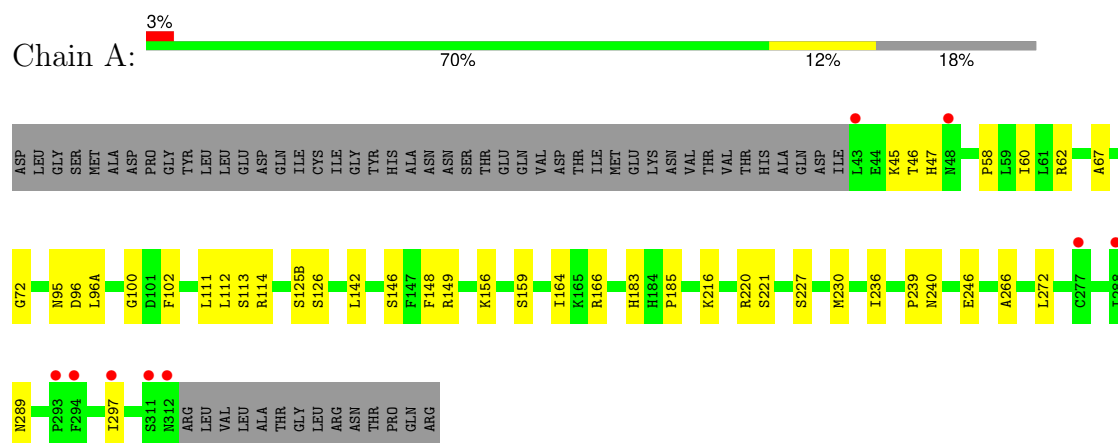 3%
Chain A:
70% 12% 18%
ASP LEU GLY SER MET ALA ASP PRO GLY TYR LEU LEU GLU ASP GLN ILE CYS ILE GLY TYR HIS ALA ASN ASN SER THR GLU GLN VAL ASP THR ILE MET GLU LYS ASN VAL THR VAL THR HIS ALA GLN ASP ILE L43 E44 K45 T46 H47 N48 P58 L59 I60 L61 R62 A67
G72 N95 D96 L96A G100 D101 F102 L111 L112 S113 R114 S125B S126 L142 S146 F147 F148 R149 K156 S159 I164 K165 R166 H183 H184 P185 K216 R220 S221 S227 M230 I236 P239 N240 E246 A266 L272 C277 I288
N289 P293 F294 I297 S311 N312 ARG LEU VAL LEU ALA THR GLY LEU ARG ASN THR PRO GLN ARG